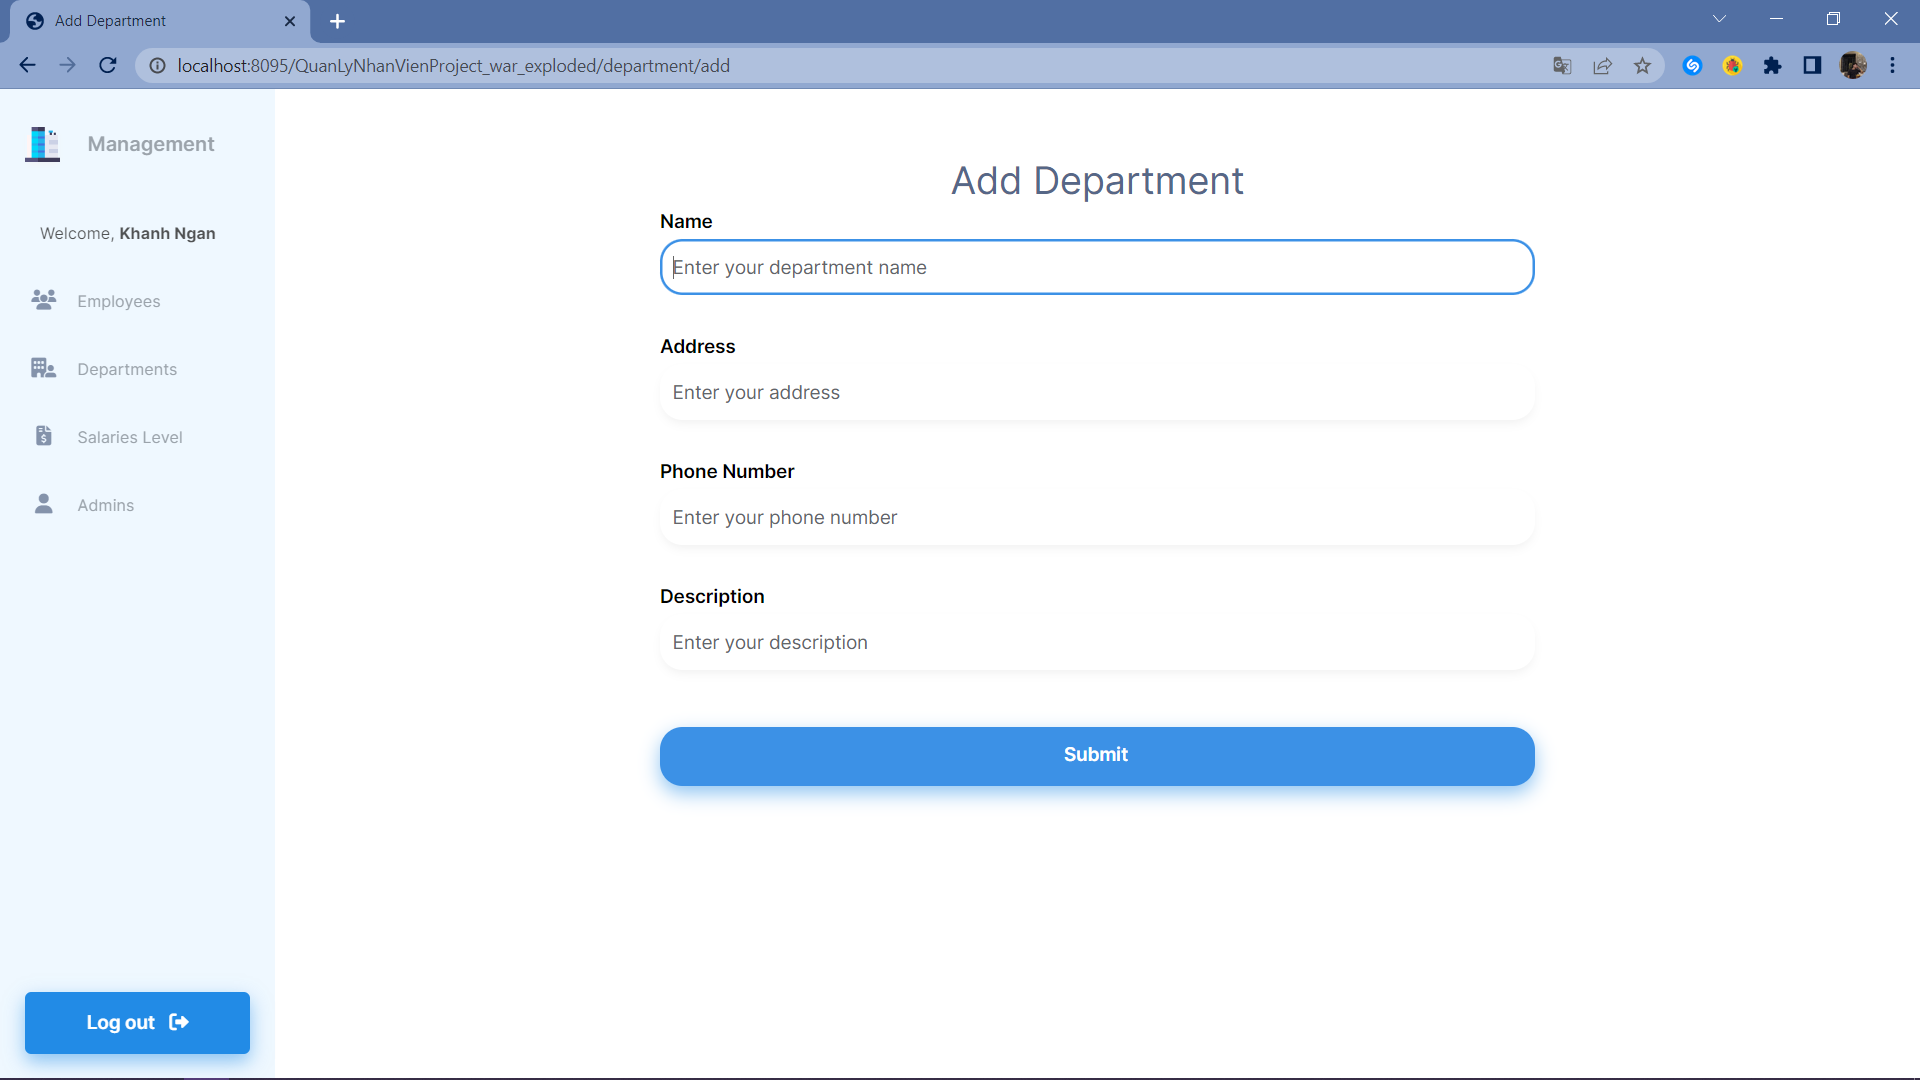 Add Department
localhost:8095/QuanLyNhanVienProject_war_exploded/department/add
Management
Welcome, Khanh Ngan
Employees
Departments
Salaries Level
Admins
Log out
Add Department
Name
Enter your department name
Address
Enter your address
Phone Number
Enter your phone number
Description
Enter your description
Submit